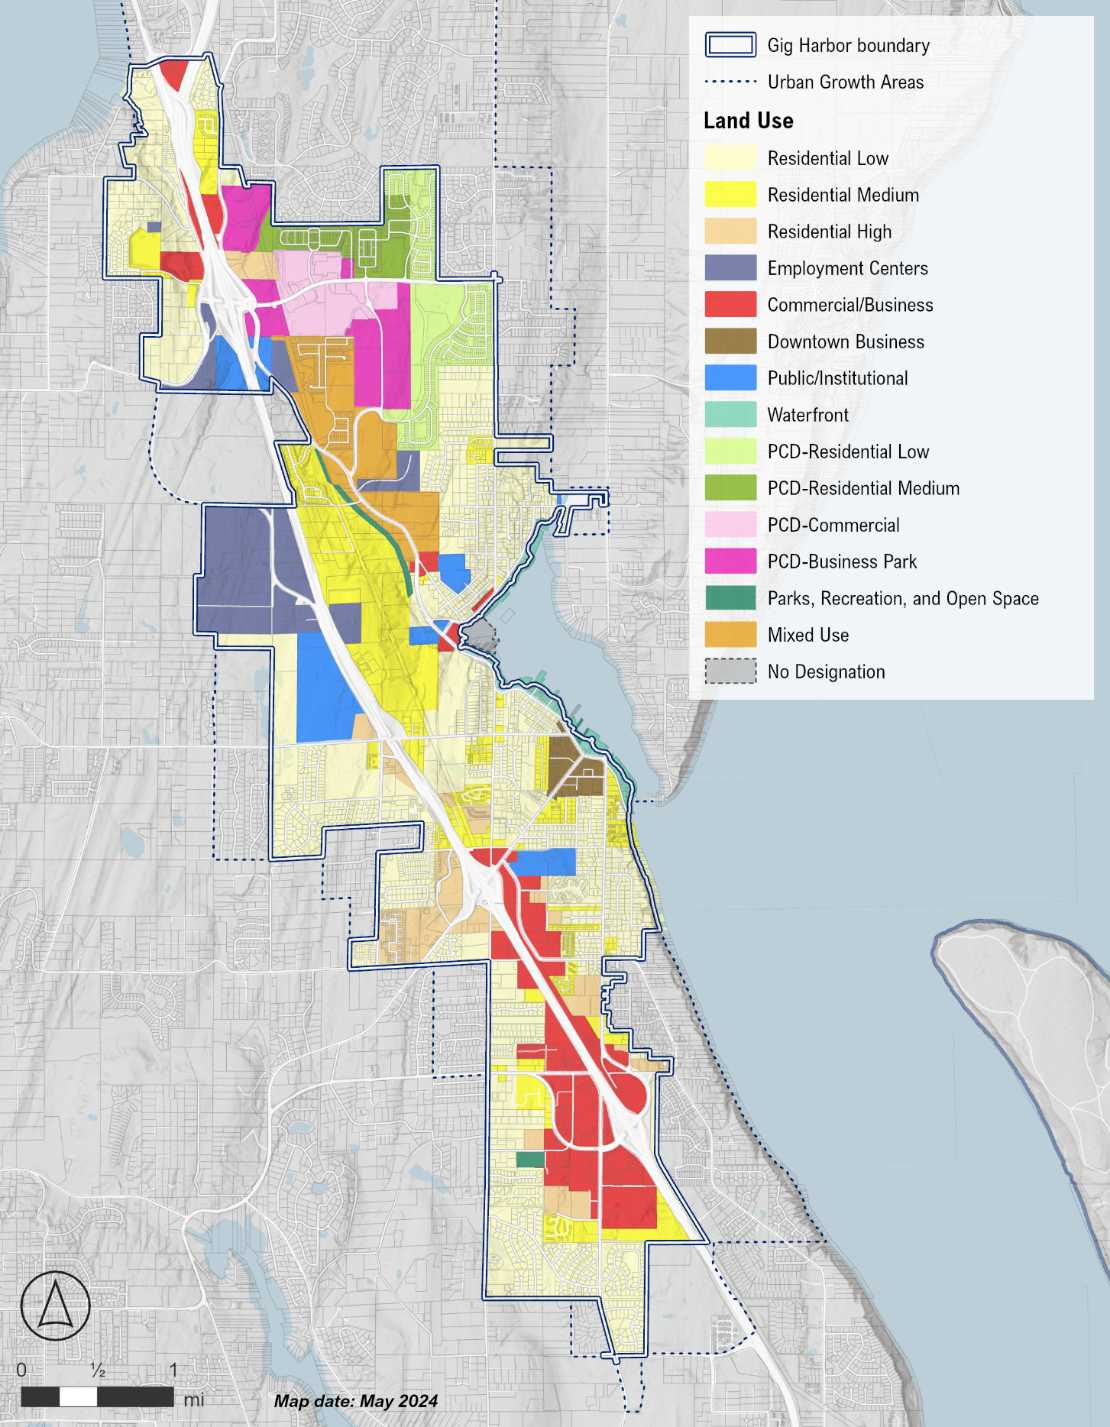 Gig Harbor boundary
Urban Growth Areas
Land Use
Residential Low
Residential Medium
Residential High
Employment Centers
Commercial/Business
Downtown Business
Public/Institutional
Waterfront
PCD-Residential Low
PCD-Residential Medium
PCD-Commercial
PCD-Business Park
Parks, Recreation, and Open Space
Mixed Use
No Designation
0 ½ 1
mi
Map date: May 2024